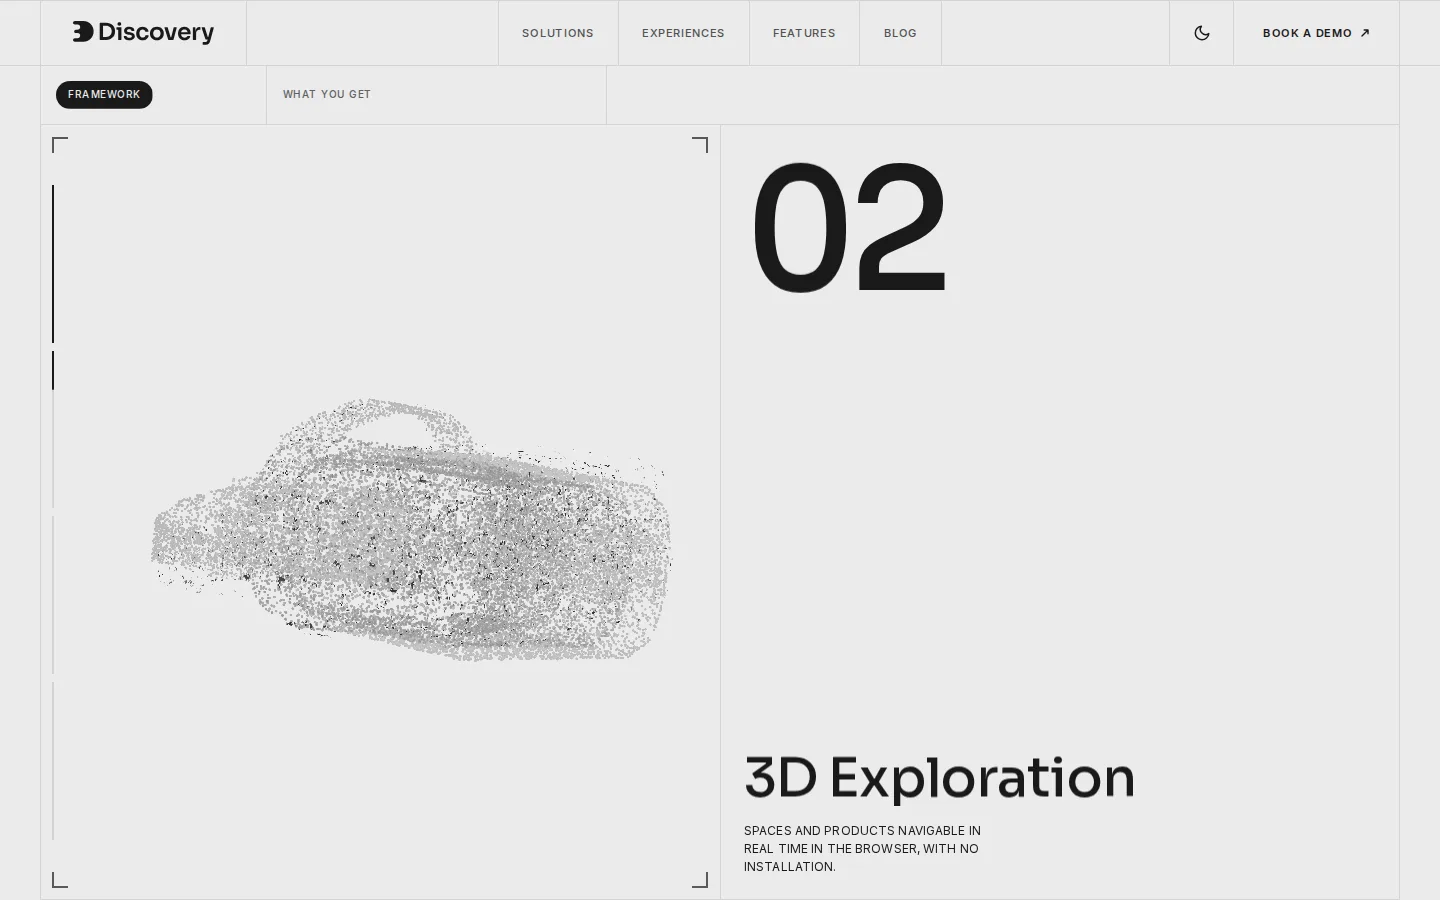 Discovery
SOLUTIONS
EXPERIENCES
FEATURES
BLOG
BOOK A DEMO
FRAMEWORK
WHAT YOU GET
02
3D Exploration
SPACES AND PRODUCTS NAVIGABLE IN
REAL TIME IN THE BROWSER, WITH NO
INSTALLATION.